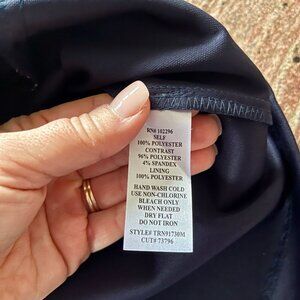 RN# 102296
SELF
100% POLYESTER
CONTRAST
96% POLYESTER
4% SPANDEX
LINING
100% POLYESTER
HAND WASH COLD
USE NON-CHLORINE
BLEACH ONLY
WHEN NEEDED
DRY FLAT
DO NOT IRON
STYLE# TRN91730M
CUT# 73796